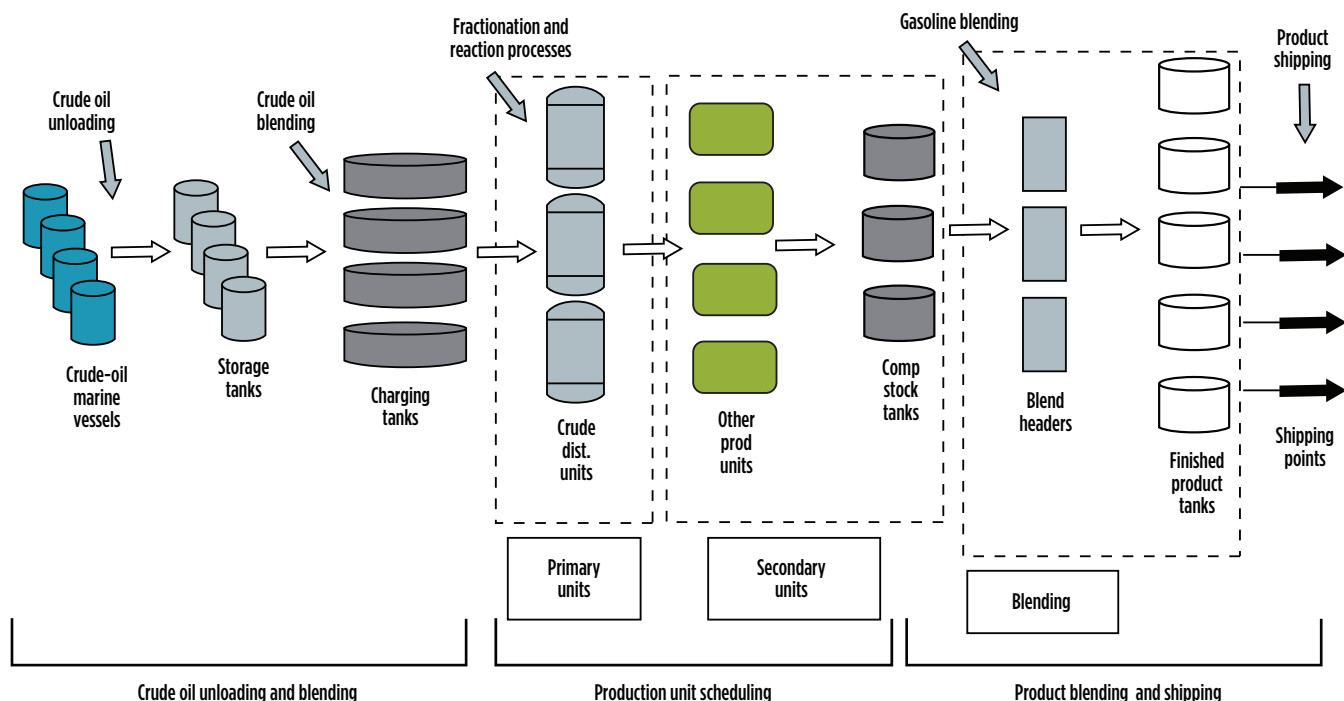 Fractionation and
reaction processes
Gasoline blending
Product
shipping
Crude oil
unloading
Crude oil
blending
Crude-oil
marine
vessels
Storage
tanks
Charging tanks
Crude
dist.
units
Other
prod
units
Comp
stock
tanks
Blend
headers
Finished
product
tanks
Shipping
points
Primary
units
Secondary
units
Blending
Crude oil unloading and blending
Production unit scheduling
Product blending and shipping